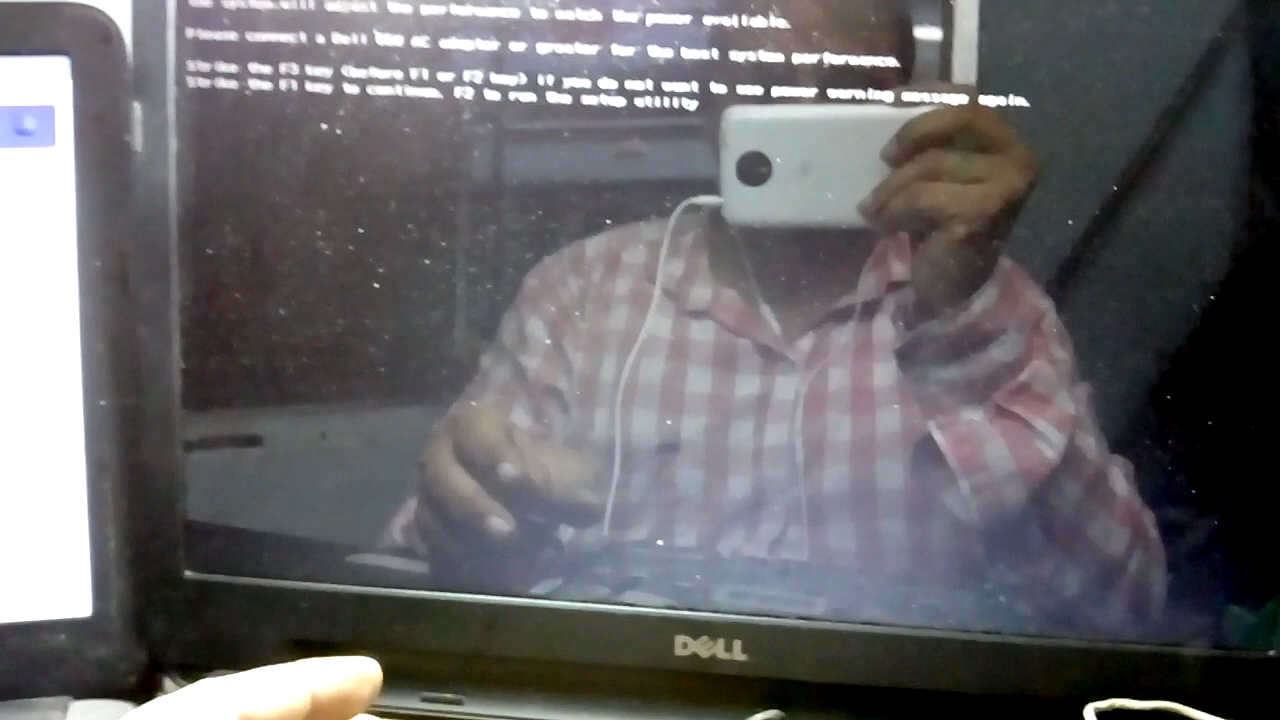 the system will adjust the performance to match the power available.
Please connect a Dell AC adapter or greater for the best system performance.
Strike the F3 key (before F1 or F2 key) if you do not want to see power warning message again.
Strike the F1 key to continue, F2 to run the setup utility
DELL